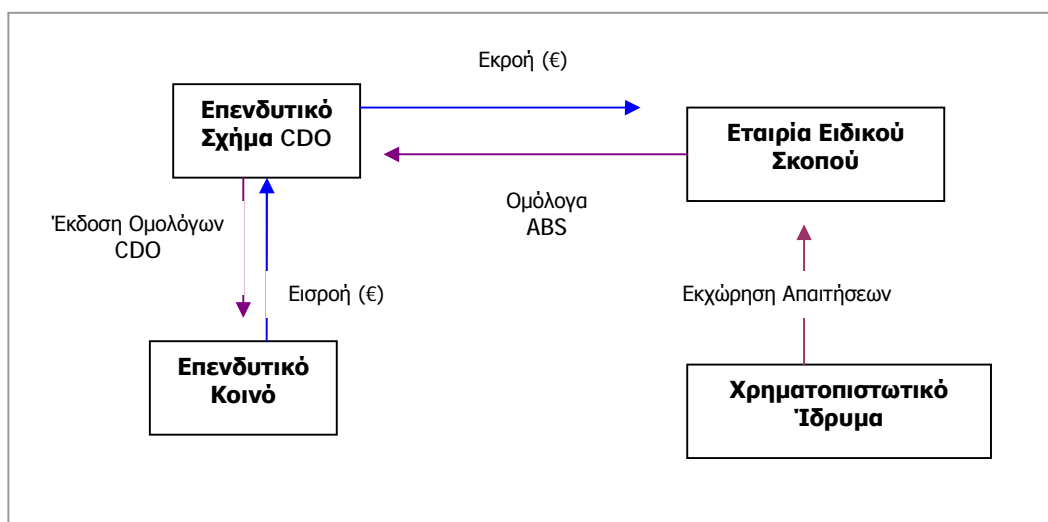 Εκροή (€)
Επενδυτικό
Σχήμα CDO
Εταιρία Ειδικού
Σκοπού
Ομόλογα
ABS
Έκδοση Ομολόγων
CDO
Εισροή (€)
Εκχώρηση Απαιτήσεων
Επενδυτικό
Κοινό
Χρηματοπιστωτικό
Ίδρυμα